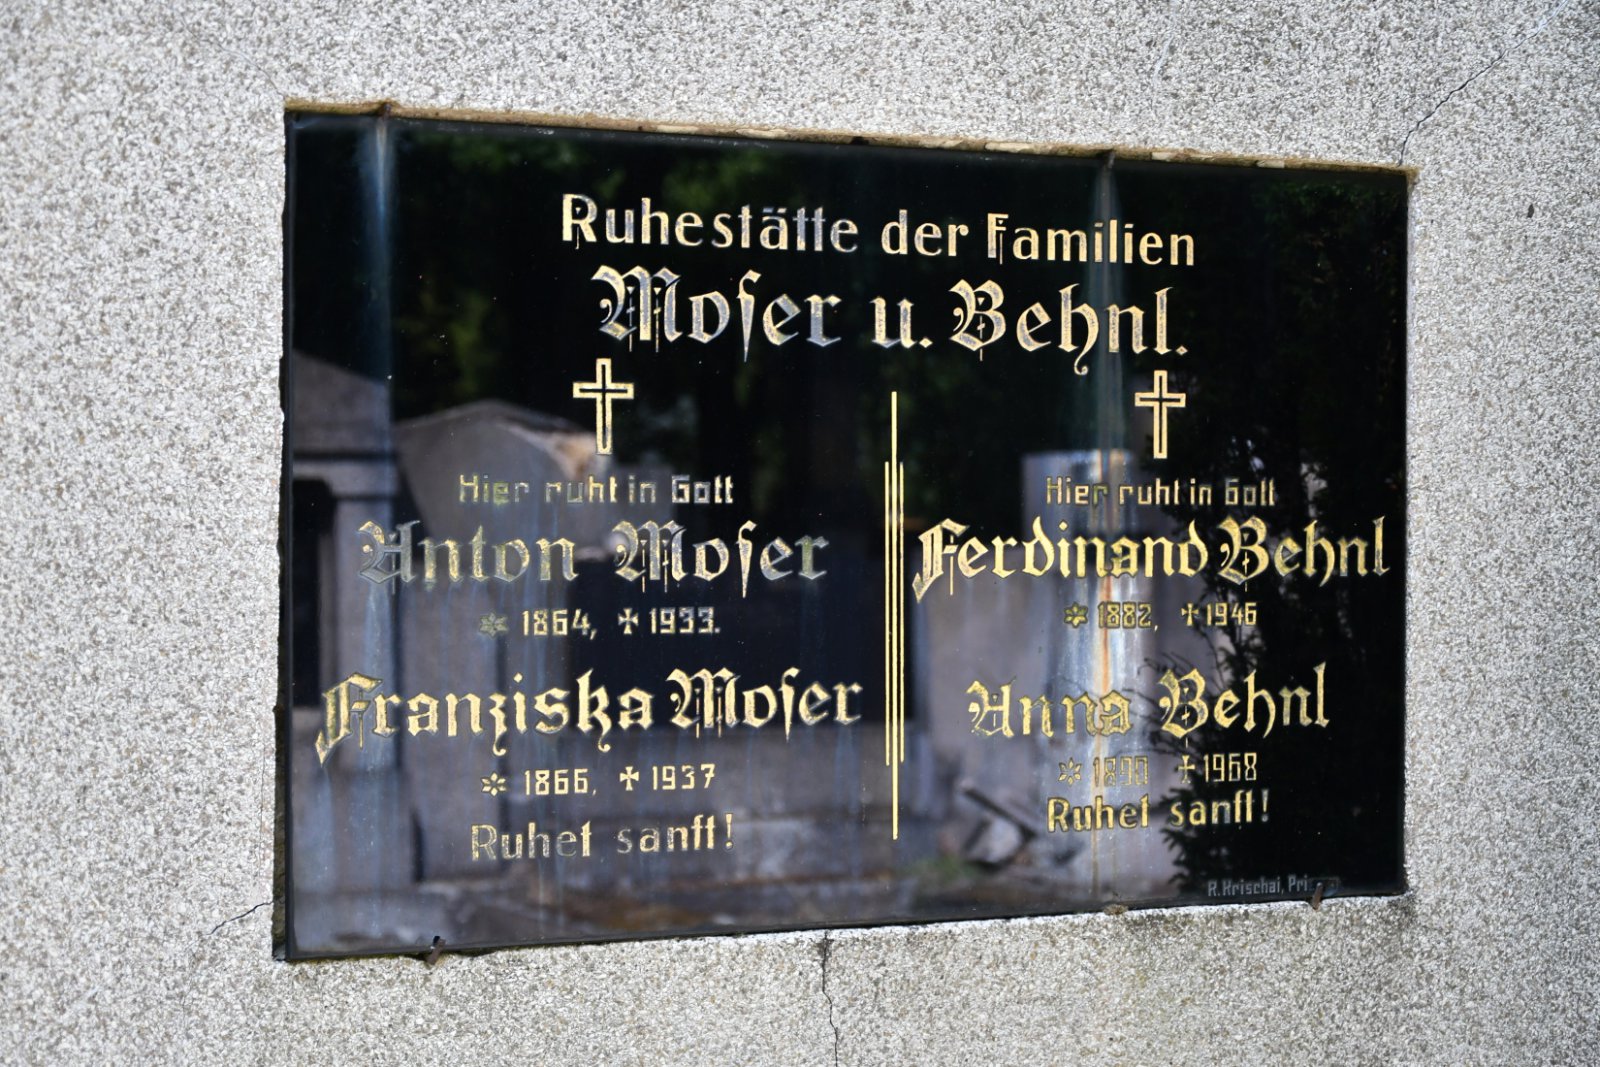 Ruhestätte der Familien
Moser u. Behnl.
Hier ruht in Gott
Anton Moser
* 1864, ✝ 1933.
Franziska Moser
* 1866, ✝ 1937
Ruhet sanft!
Hier ruht in Gott
Ferdinand Behnl
* 1882, ✝ 1946
Anna Behnl
* 1890 ✝ 1968
Ruhet sanft!
R. Krischai,